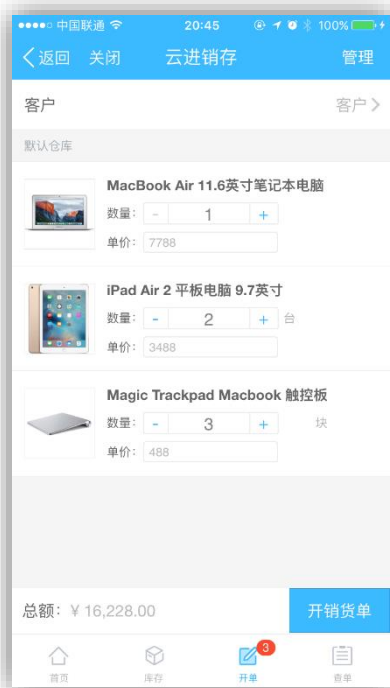 中国联通 20:45 100%
返回 关闭 云进销存 管理
客户 客户
默认仓库
MacBook Air 11.6英寸笔记本电脑
数量: - 1 +
单价: 7788
iPad Air 2 平板电脑 9.7英寸
数量: - 2 + 台
单价: 3488
Magic Trackpad Macbook 触控板
数量: - 3 + 块
单价: 488
总额: ¥ 16,228.00 开销货单
3
首页 库存 开单 查单